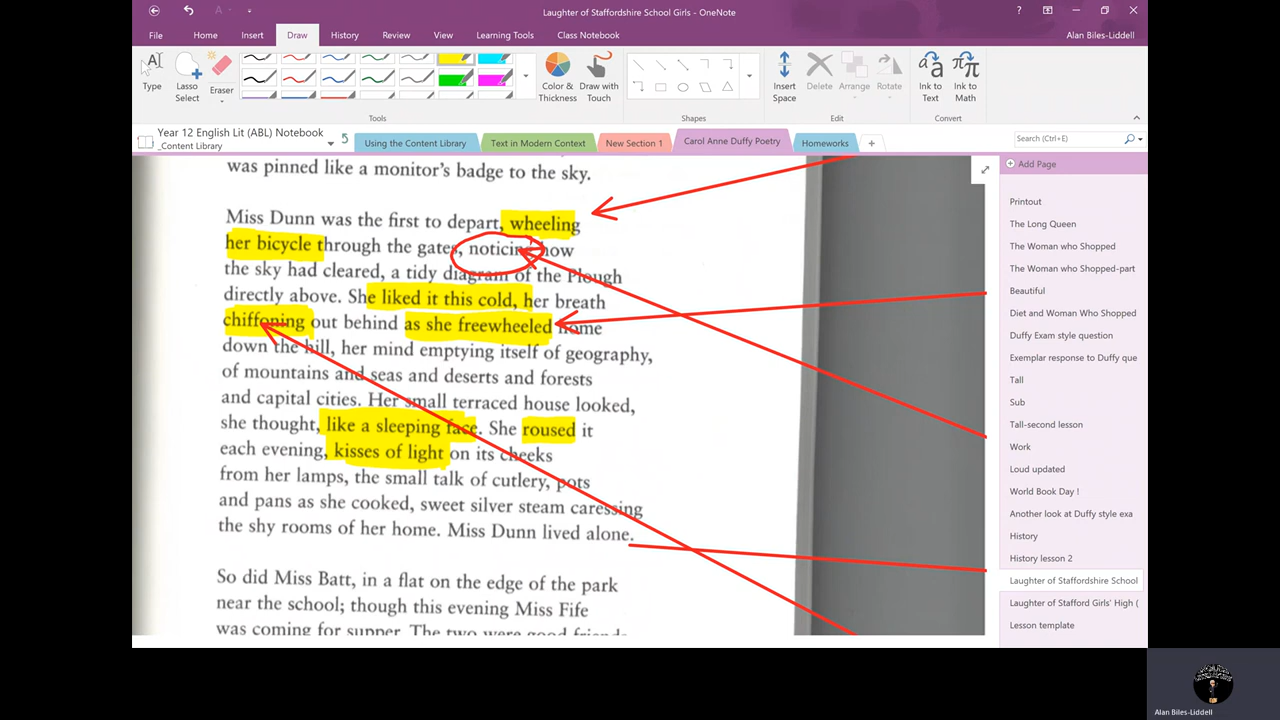 Laughter of Staffordshire School Girls - OneNote
File Home Insert Draw History Review View Learning Tools Class Notebook
Alan Biles-Liddell
Type
Lasso Select
Eraser
Color & Thickness
Draw with Touch
Insert Space
Delete
Arrange
Rotate
Ink to Text
Ink to Math
Tools
Shapes
Edit
Convert
Year 12 English Lit (ABL) Notebook
_Content Library
Using the Content Library
Text in Modern Context
New Section 1
Carol Anne Duffy Poetry
Homeworks
Search (Ctrl+E)
was pinned like a monitor's badge to the sky.
Miss Dunn was the first to depart, wheeling
her bicycle through the gates, noticing how
the sky had cleared, a tidy diagram of the Plough
directly above. She liked it this cold, her breath
chiffoning out behind as she freewheeled home
down the hill, her mind emptying itself of geography,
of mountains and seas and deserts and forests
and capital cities. Her small terraced house looked,
she thought, like a sleeping face. She roused it
each evening, kisses of light on its cheeks
from her lamps, the small talk of cutlery, pots
and pans as she cooked, sweet silver steam caressing
the shy rooms of her home. Miss Dunn lived alone.
So did Miss Batt, in a flat on the edge of the park
near the school; though this evening Miss Fife
was coming for supper. The two were good friends
Add Page
Printout
The Long Queen
The Woman who Shopped
The Woman who Shopped-part
Beautiful
Diet and Woman Who Shopped
Duffy Exam style question
Exemplar response to Duffy que
Tall
Sub
Tall-second lesson
Work
Loud updated
World Book Day !
Another look at Duffy style exa
History
History lesson 2
Laughter of Staffordshire School
Laughter of Stafford Girls' High (
Lesson template
Alan Biles-Liddell